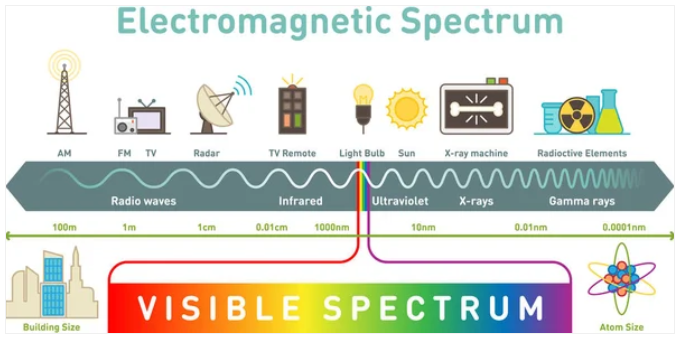 Electromagnetic Spectrum
AM FM TV Radar TV Remote Light Bulb Sun X-ray machine Radioctive Elements
Radio waves Infrared Ultraviolet X-rays Gamma rays
100m 1m 1cm 0.01cm 1000nm 10nm 0.01nm 0.0001nm
VISIBLE SPECTRUM
Building Size Atom Size